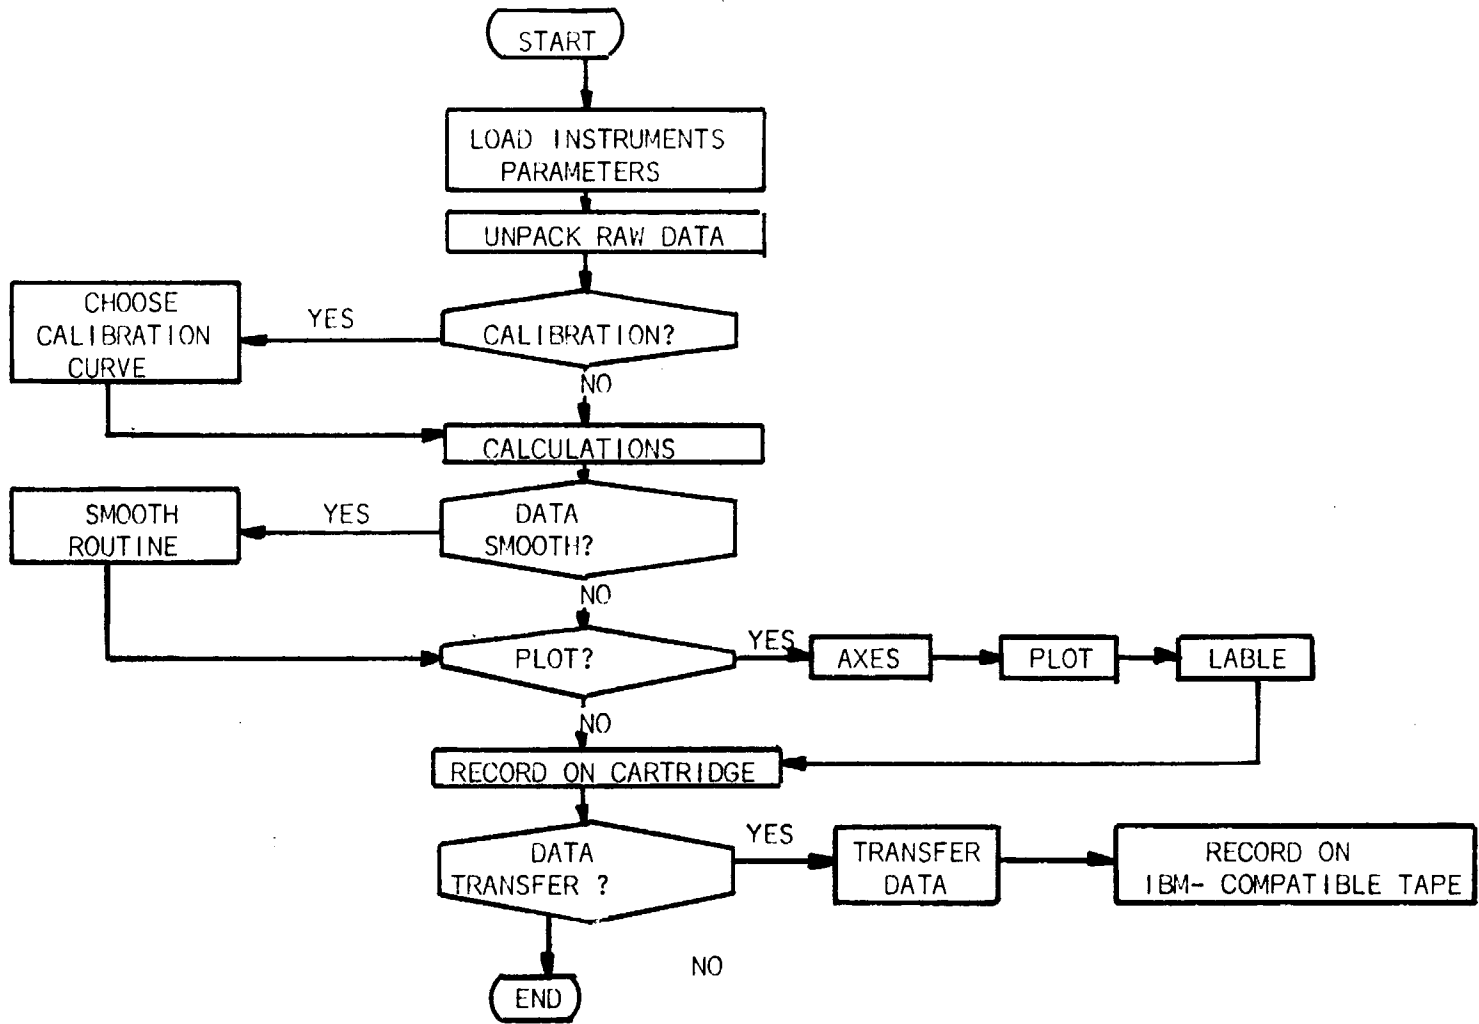 START
LOAD INSTRUMENTS
PARAMETERS
UNPACK RAW DATA
CHOOSE
CALIBRATION
CURVE
YES
CALIBRATION?
NO
CALCULATIONS
SMOOTH
ROUTINE
YES
DATA
SMOOTH?
NO
PLOT?
YES
AXES
PLOT
LABLE
NO
RECORD ON CARTRIDGE
DATA
TRANSFER ?
YES
TRANSFER
DATA
RECORD ON
IBM- COMPATIBLE TAPE
NO
END